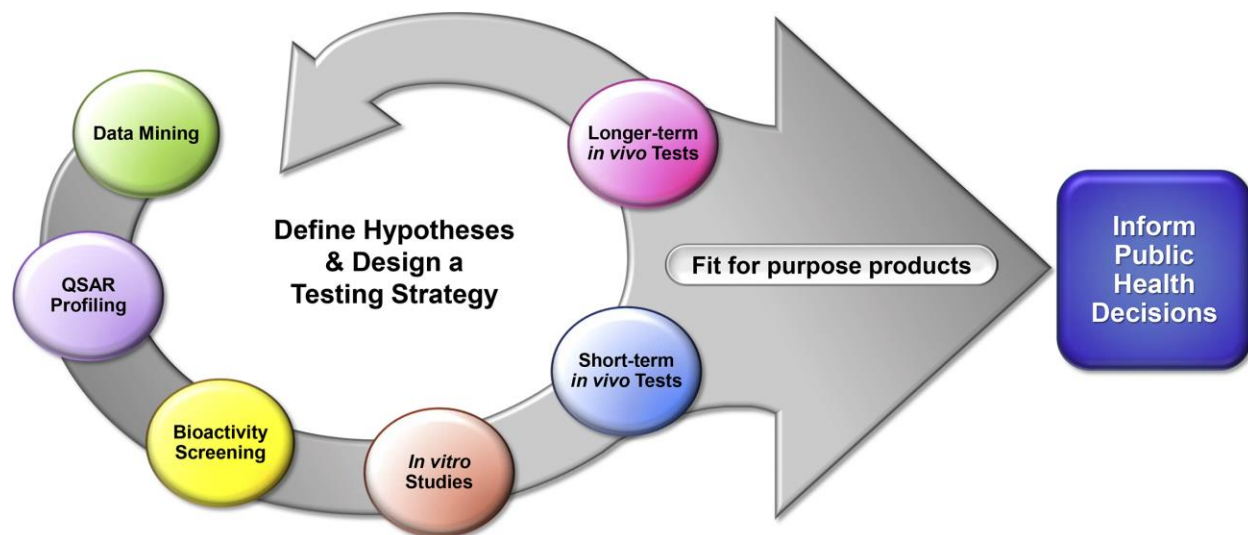 Data Mining
QSAR
Profiling
Bioactivity
Screening
In vitro
Studies
Short-term
in vivo Tests
Longer-term
in vivo Tests
Define Hypotheses
& Design a
Testing Strategy
Fit for purpose products
Inform
Public
Health
Decisions